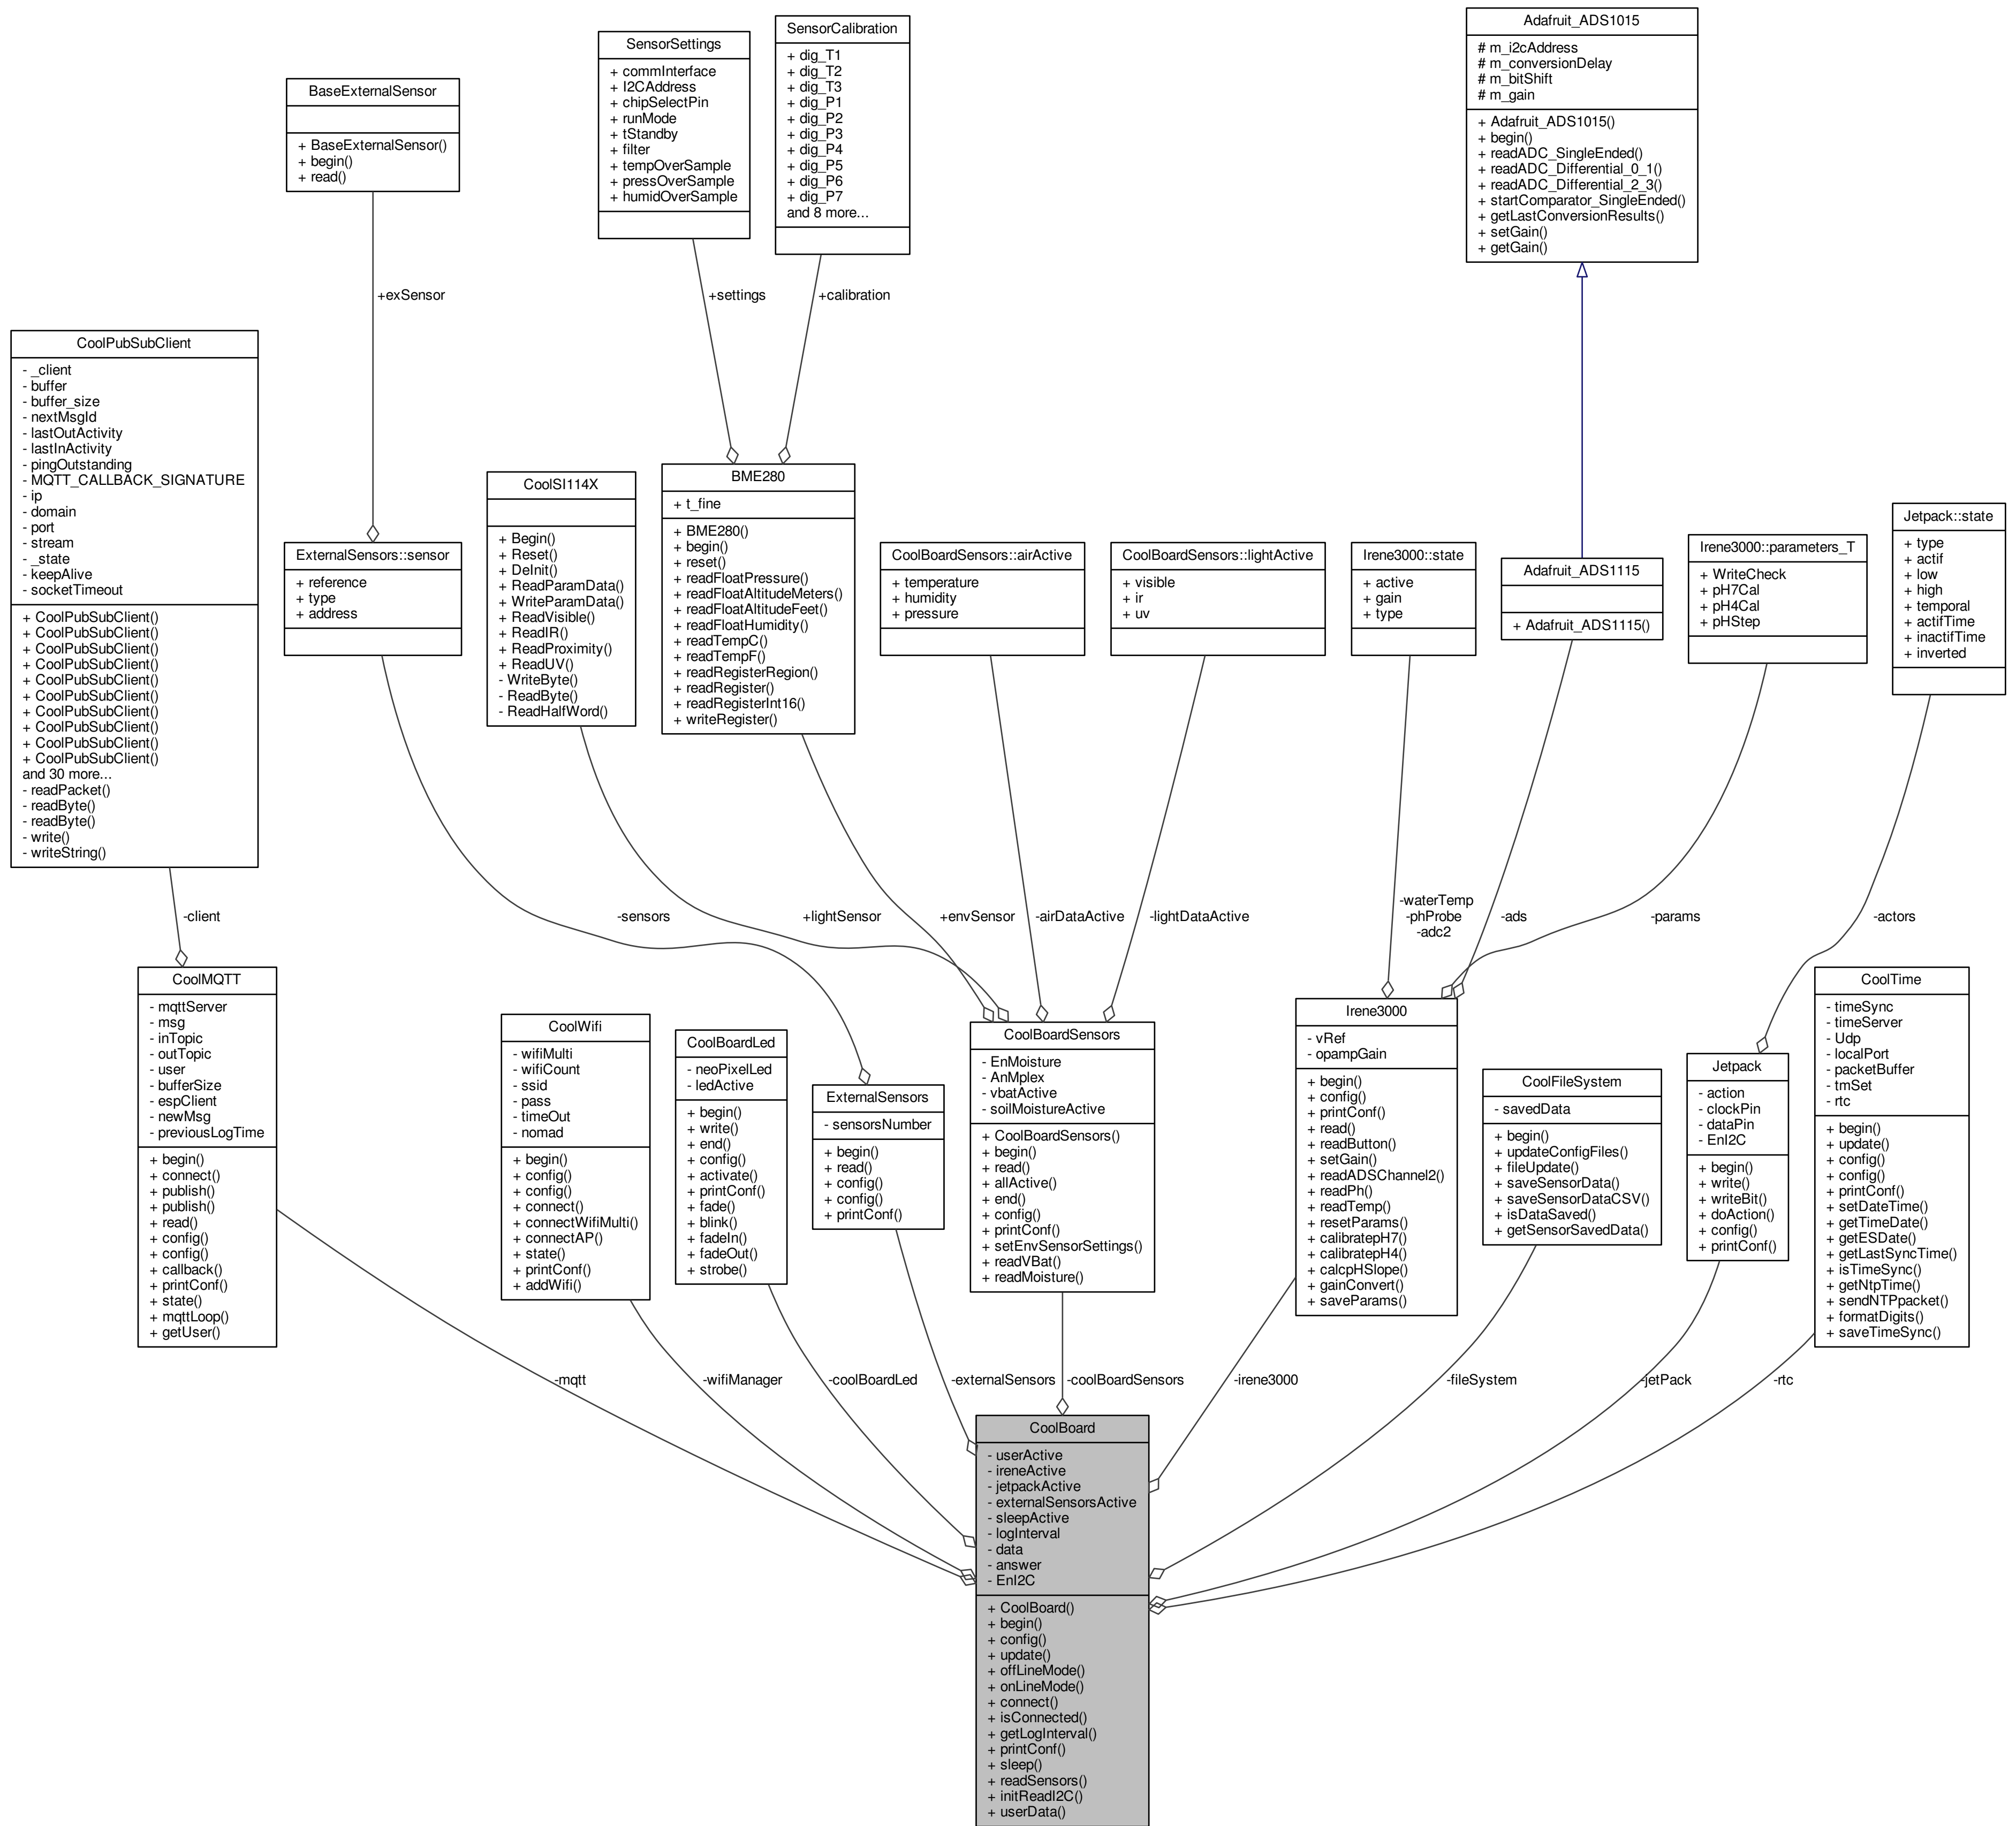 SensorCalibration
+ dig_T1
+ dig_T2
+ dig_T3
+ dig_P1
+ dig_P2
+ dig_P3
+ dig_P4
+ dig_P5
+ dig_P6
+ dig_P7
and 8 more...
SensorSettings
+ commInterface
+ I2CAddress
+ chipSelectPin
+ runMode
+ tStandby
+ filter
+ tempOverSample
+ pressOverSample
+ humidOverSample
Adafruit_ADS1015
# m_i2cAddress
# m_conversionDelay
# m_bitShift
# m_gain
+ Adafruit_ADS1015()
+ begin()
+ readADC_SingleEnded()
+ readADC_Differential_0_1()
+ readADC_Differential_2_3()
+ startComparator_SingleEnded()
+ getLastConversionResults()
+ setGain()
+ getGain()
BaseExternalSensor
+ BaseExternalSensor()
+ begin()
+ read()
+exSensor
+settings
+calibration
CoolPubSubClient
- _client
- buffer
- buffer_size
- nextMsgId
- lastOutActivity
- lastInActivity
- pingOutstanding
- MQTT_CALLBACK_SIGNATURE
- ip
- domain
- port
- stream
- _state
- keepAlive
- socketTimeout
+ CoolPubSubClient()
+ CoolPubSubClient()
+ CoolPubSubClient()
+ CoolPubSubClient()
+ CoolPubSubClient()
+ CoolPubSubClient()
+ CoolPubSubClient()
+ CoolPubSubClient()
+ CoolPubSubClient()
+ CoolPubSubClient()
and 30 more...
- readPacket()
- readByte()
- readByte()
- write()
- writeString()
ExternalSensors::sensor
+ reference
+ type
+ address
CoolSI114X
+ Begin()
+ Reset()
+ DeInit()
+ ReadParamData()
+ WriteParamData()
+ ReadVisible()
+ ReadIR()
+ ReadProximity()
+ ReadUV()
- WriteByte()
- ReadByte()
- ReadHalfWord()
BME280
+ t_fine
+ BME280()
+ begin()
+ reset()
+ readFloatPressure()
+ readFloatAltitudeMeters()
+ readFloatAltitudeFeet()
+ readFloatHumidity()
+ readTempC()
+ readTempF()
+ readRegisterRegion()
+ readRegister()
+ readRegisterInt16()
+ writeRegister()
CoolBoardSensors::airActive
+ temperature
+ humidity
+ pressure
CoolBoardSensors::lightActive
+ visible
+ ir
+ uv
Irene3000::state
+ active
+ gain
+ type
Adafruit_ADS1115
+ Adafruit_ADS1115()
Irene3000::parameters_T
+ WriteCheck
+ pH7Cal
+ pH4Cal
+ pHStep
Jetpack::state
+ type
+ actif
+ low
+ high
+ temporal
+ actifTime
+ inactifTime
+ inverted
-client
-sensors
+lightSensor
+envSensor
-airDataActive
-lightDataActive
-waterTemp
-phProbe
-adc2
-ads
-params
-actors
CoolMQTT
- mqttServer
- msg
- inTopic
- outTopic
- user
- bufferSize
- espClient
- newMsg
- previousLogTime
+ begin()
+ connect()
+ publish()
+ publish()
+ read()
+ config()
+ config()
+ callback()
+ printConf()
+ state()
+ mqttLoop()
+ getUser()
CoolWifi
- wifiMulti
- wifiCount
- ssid
- pass
- timeOut
- nomad
+ begin()
+ config()
+ config()
+ connect()
+ connectWifiMulti()
+ connectAP()
+ state()
+ printConf()
+ addWifi()
CoolBoardLed
- neoPixelLed
- ledActive
+ begin()
+ write()
+ end()
+ config()
+ activate()
+ printConf()
+ fade()
+ blink()
+ fadeIn()
+ fadeOut()
+ strobe()
ExternalSensors
- sensorsNumber
+ begin()
+ read()
+ config()
+ config()
+ printConf()
CoolBoardSensors
- EnMoisture
- AnMplex
- vbatActive
- soilMoistureActive
+ CoolBoardSensors()
+ begin()
+ read()
+ allActive()
+ end()
+ config()
+ printConf()
+ setEnvSensorSettings()
+ readVBat()
+ readMoisture()
Irene3000
- vRef
- opampGain
+ begin()
+ config()
+ printConf()
+ read()
+ readButton()
+ setGain()
+ readADSChannel2()
+ readPh()
+ readTemp()
+ resetParams()
+ calibratepH7()
+ calibratepH4()
+ calcpHSlope()
+ gainConvert()
+ saveParams()
CoolFileSystem
- savedData
+ begin()
+ updateConfigFiles()
+ fileUpdate()
+ saveSensorData()
+ saveSensorDataCSV()
+ isDataSaved()
+ getSensorSavedData()
Jetpack
- action
- clockPin
- dataPin
- EnI2C
+ begin()
+ write()
+ writeBit()
+ doAction()
+ config()
+ printConf()
CoolTime
- timeSync
- timeServer
- Udp
- localPort
- packetBuffer
- tmSet
- rtc
+ begin()
+ update()
+ config()
+ config()
+ printConf()
+ setDateTime()
+ getTimeDate()
+ getESDate()
+ getLastSyncTime()
+ isTimeSync()
+ getNtpTime()
+ sendNTPpacket()
+ formatDigits()
+ saveTimeSync()
-mqtt
-wifiManager
-coolBoardLed
-externalSensors
-coolBoardSensors
-irene3000
-fileSystem
-jetPack
-rtc
CoolBoard
- userActive
- ireneActive
- jetpackActive
- externalSensorsActive
- sleepActive
- logInterval
- data
- answer
- EnI2C
+ CoolBoard()
+ begin()
+ config()
+ update()
+ offLineMode()
+ onLineMode()
+ connect()
+ isConnected()
+ getLogInterval()
+ printConf()
+ sleep()
+ readSensors()
+ initReadI2C()
+ userData()